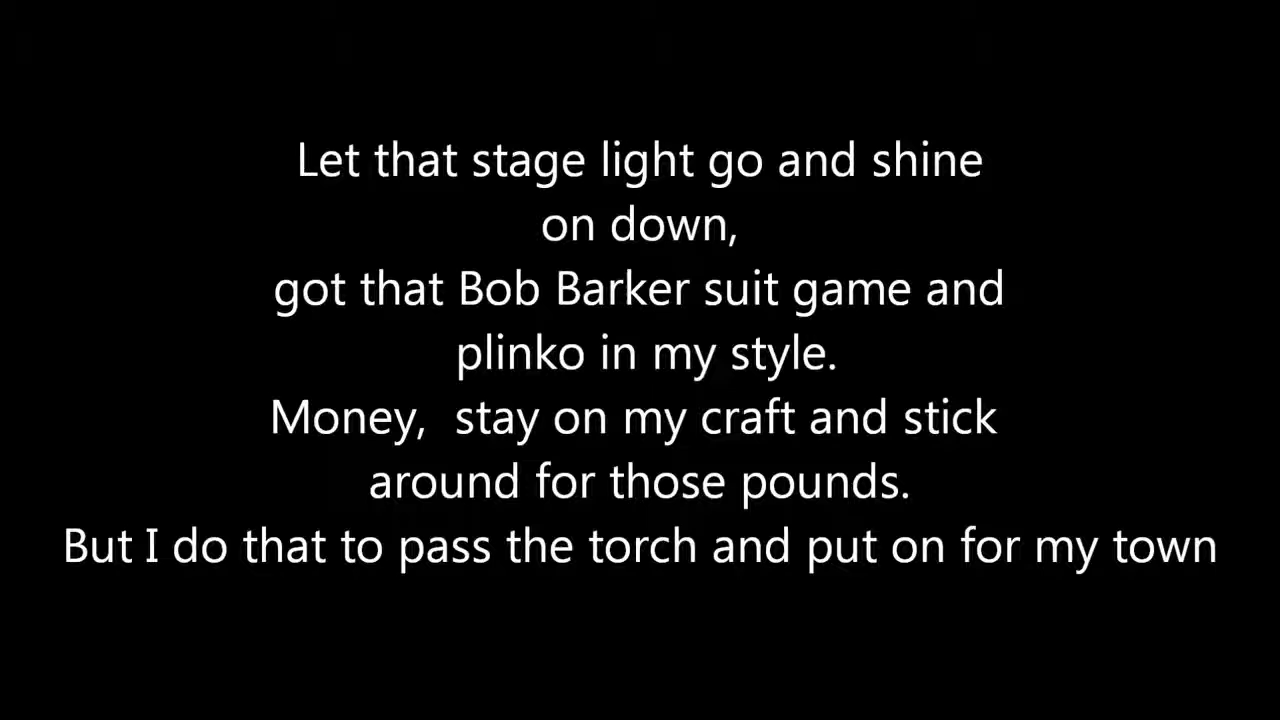 Let that stage light go and shine
on down,
got that Bob Barker suit game and
plinko in my style.
Money,  stay on my craft and stick
around for those pounds.
But I do that to pass the torch and put on for my town